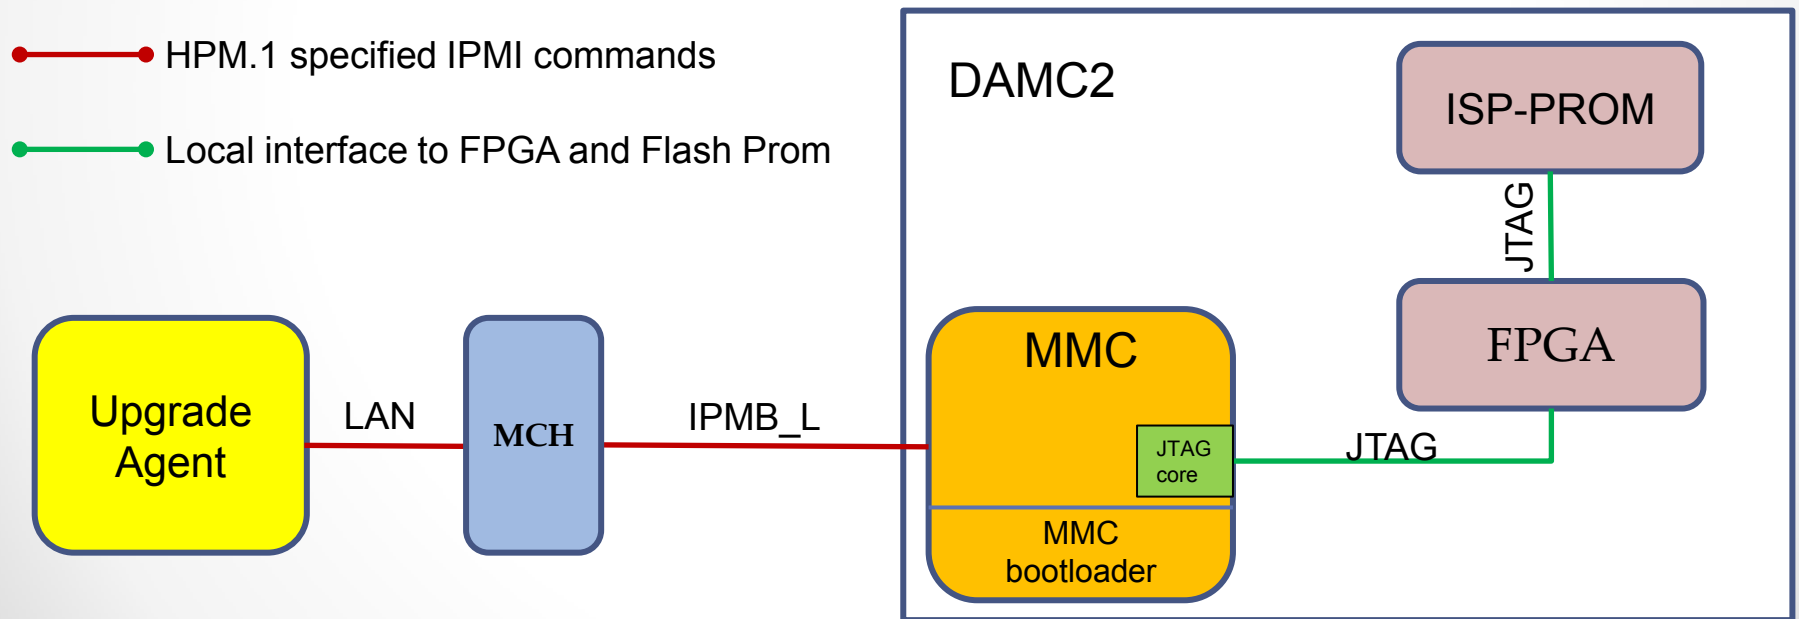 HPM.1 specified IPMI commands
Local interface to FPGA and Flash Prom
DAMC2
ISP-PROM
JTAG
FPGA
JTAG
MMC
JTAG
core
MMC
bootloader
IPMB_L
MCH
LAN
Upgrade
Agent